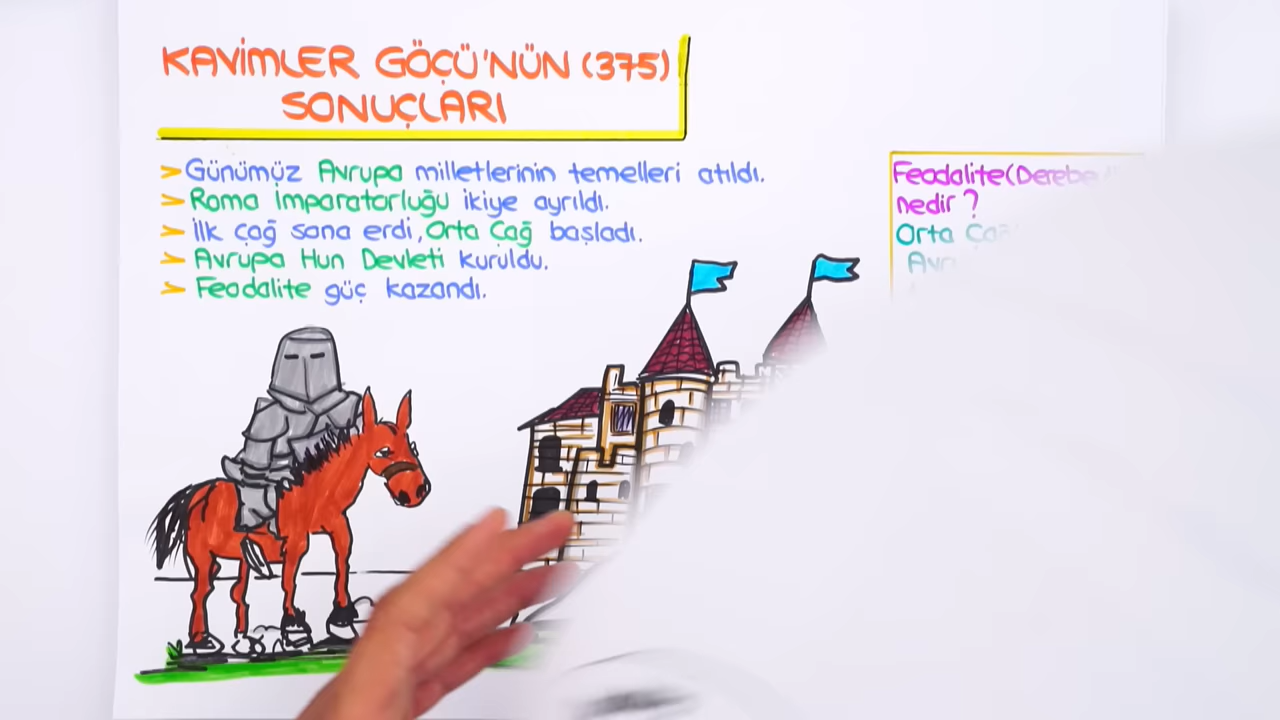 KAVİMLER GÖÇÜ'NÜN (375)
SONUÇLARI
➤ Günümüz Avrupa milletlerinin temelleri atıldı.
➤ Roma İmparatorluğu ikiye ayrıldı.
➤ İlk çağ sona erdi, Orta Çağ başladı.
➤ Avrupa Hun Devleti kuruldu.
➤ Feodalite güç kazandı.
Feodalite
nedir ?
Orta